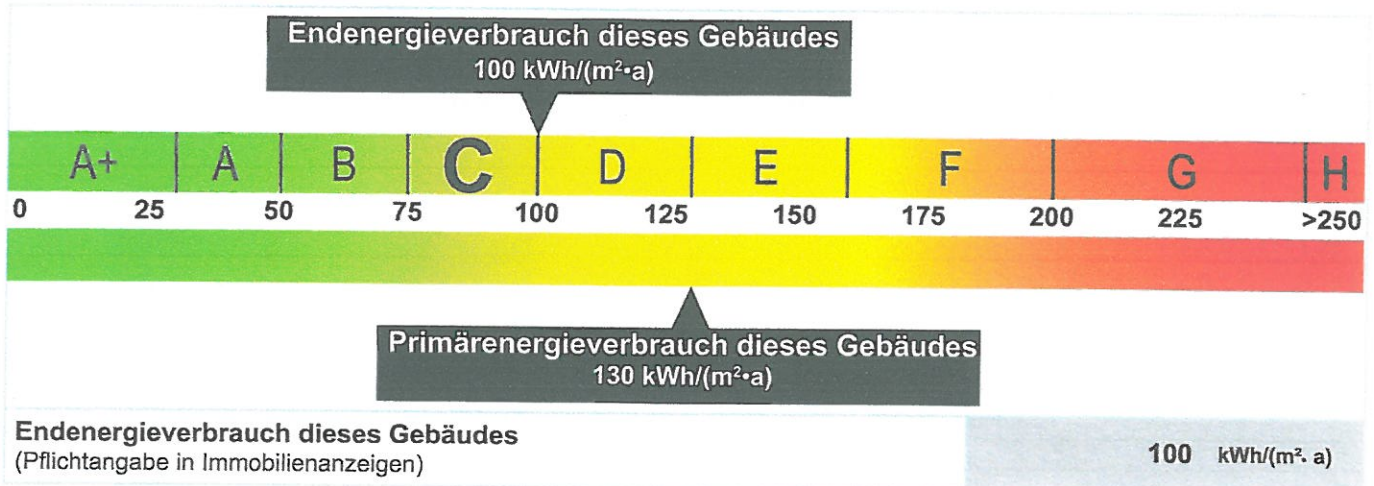 Endenergieverbrauch dieses Gebäudes
100 kWh/(m²•a)
A+ A B C D E F G H
0 25 50 75 100 125 150 175 200 225 >250
Primärenergieverbrauch dieses Gebäudes
130 kWh/(m²•a)
Endenergieverbrauch dieses Gebäudes
(Pflichtangabe in Immobilienanzeigen)
100 kWh/(m². a)